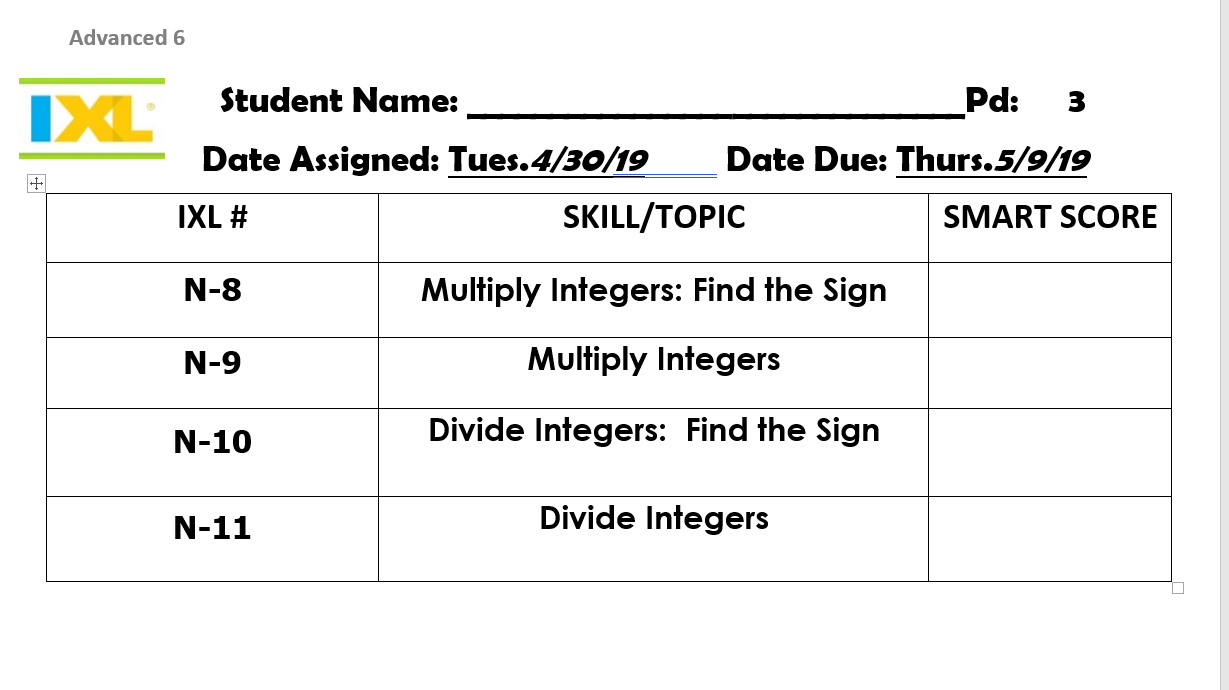 Advanced 6
IXL®
Student Name: ______________________________Pd: 3
Date Assigned: Tues.4/30/19 Date Due: Thurs.5/9/19
IXL # SKILL/TOPIC SMART SCORE
N-8 Multiply Integers: Find the Sign
N-9 Multiply Integers
N-10 Divide Integers: Find the Sign
N-11 Divide Integers